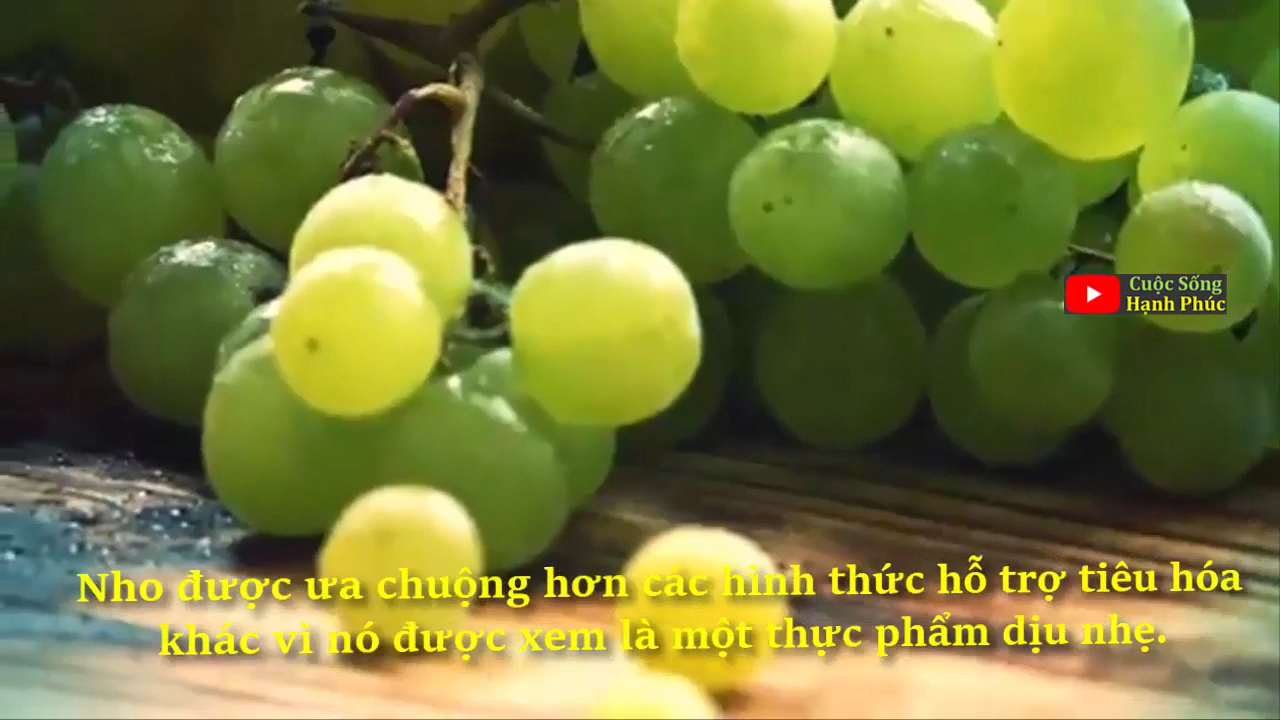 Cuộc Sống
Hạnh Phúc
Nho được ưa chuộng hơn các hình thức hỗ trợ tiêu hóa
khác vì nó được xem là một thực phẩm dịu nhẹ.